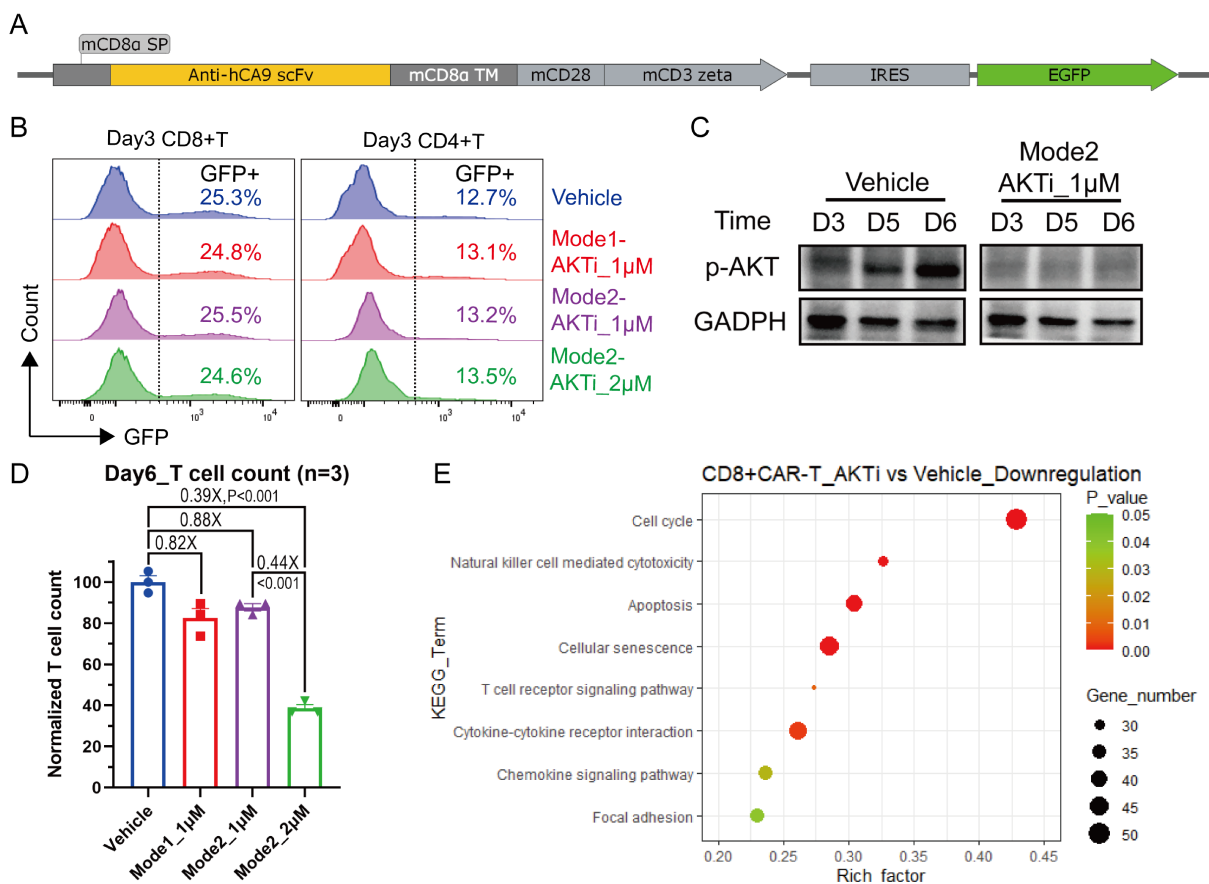 A
mCD8α SP
Anti-hCA9 scFv
mCD8α TM
mCD28
mCD3 zeta
IRES
EGFP
B
Day3 CD8+T
Day3 CD4+T
GFP+
25.3%
24.8%
25.5%
24.6%
GFP+
12.7%
13.1%
13.2%
13.5%
Vehicle
Mode1-
AKTi_1µM
Mode2-
AKTi_1µM
Mode2-
AKTi_2µM
Count
0 10³ 10⁴
0 10³ 10⁴
GFP
C
Vehicle
Mode2
AKTi_1µM
Time D3 D5 D6 D3 D5 D6
p-AKT
GADPH
D
Day6_T cell count (n=3)
0.39X,P<0.001
0.88X
0.82X
0.44X
<0.001
Normalized T cell count
100
80
60
40
20
0
Vehicle
Mode1_1µM
Mode2_1µM
Mode2_2µM
E
CD8+CAR-T_AKTi vs Vehicle_Downregulation
KEGG_Term
Cell cycle
Natural killer cell mediated cytotoxicity
Apoptosis
Cellular senescence
T cell receptor signaling pathway
Cytokine-cytokine receptor interaction
Chemokine signaling pathway
Focal adhesion
0.20 0.25 0.30 0.35 0.40 0.45
Rich_factor
P_value
0.05
0.04
0.03
0.02
0.01
0.00
Gene_number
30
35
40
45
50